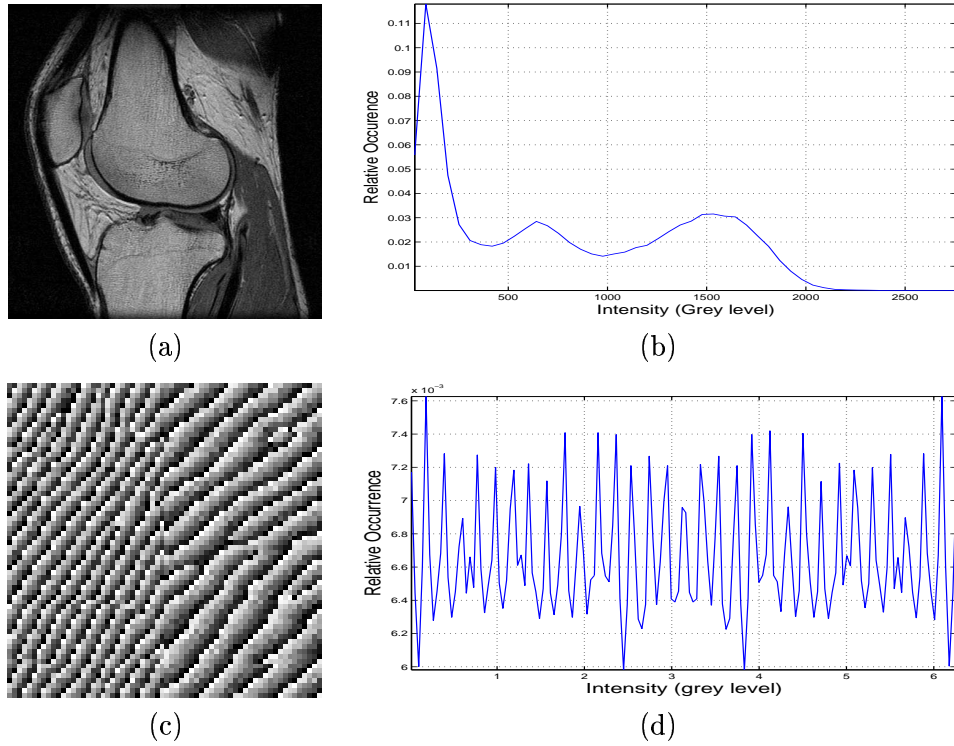 0.11
0.1
0.09
0.08
0.07
0.06
0.05
0.04
0.03
0.02
0.01
Relative Occurence
500 1000 1500 2000 2500
Intensity (Grey level)
(a) (b)
x 10⁻³
7.6
7.4
7.2
7
6.8
6.6
6.4
6.2
6
Relative Occurrence
1 2 3 4 5 6
Intensity (grey level)
(c) (d)